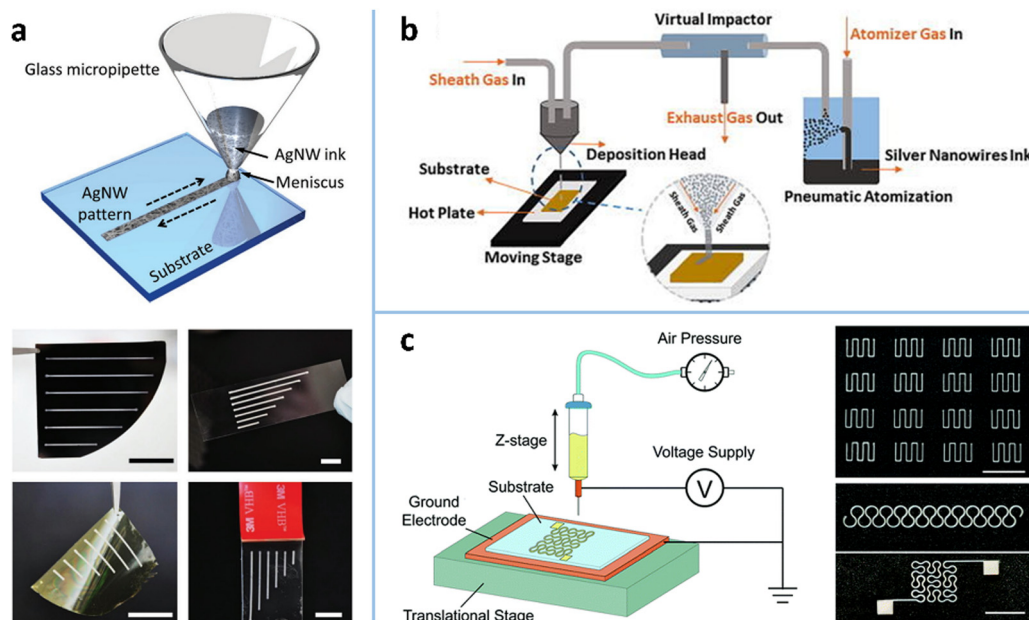 a
Glass micropipette
AgNW ink
Meniscus
AgNW
pattern
Substrate
3M VHB™
3M VHB
b
Virtual Impactor
Atomizer Gas In
Sheath Gas In
Exhaust Gas Out
Deposition Head
Substrate
Silver Nanowires Ink
Hot Plate
Pneumatic Atomization
Sheath Gas
Sheath Gas
Moving Stage
c
Air Pressure
Z-stage
Voltage Supply
V
Substrate
Ground
Electrode
Translational Stage